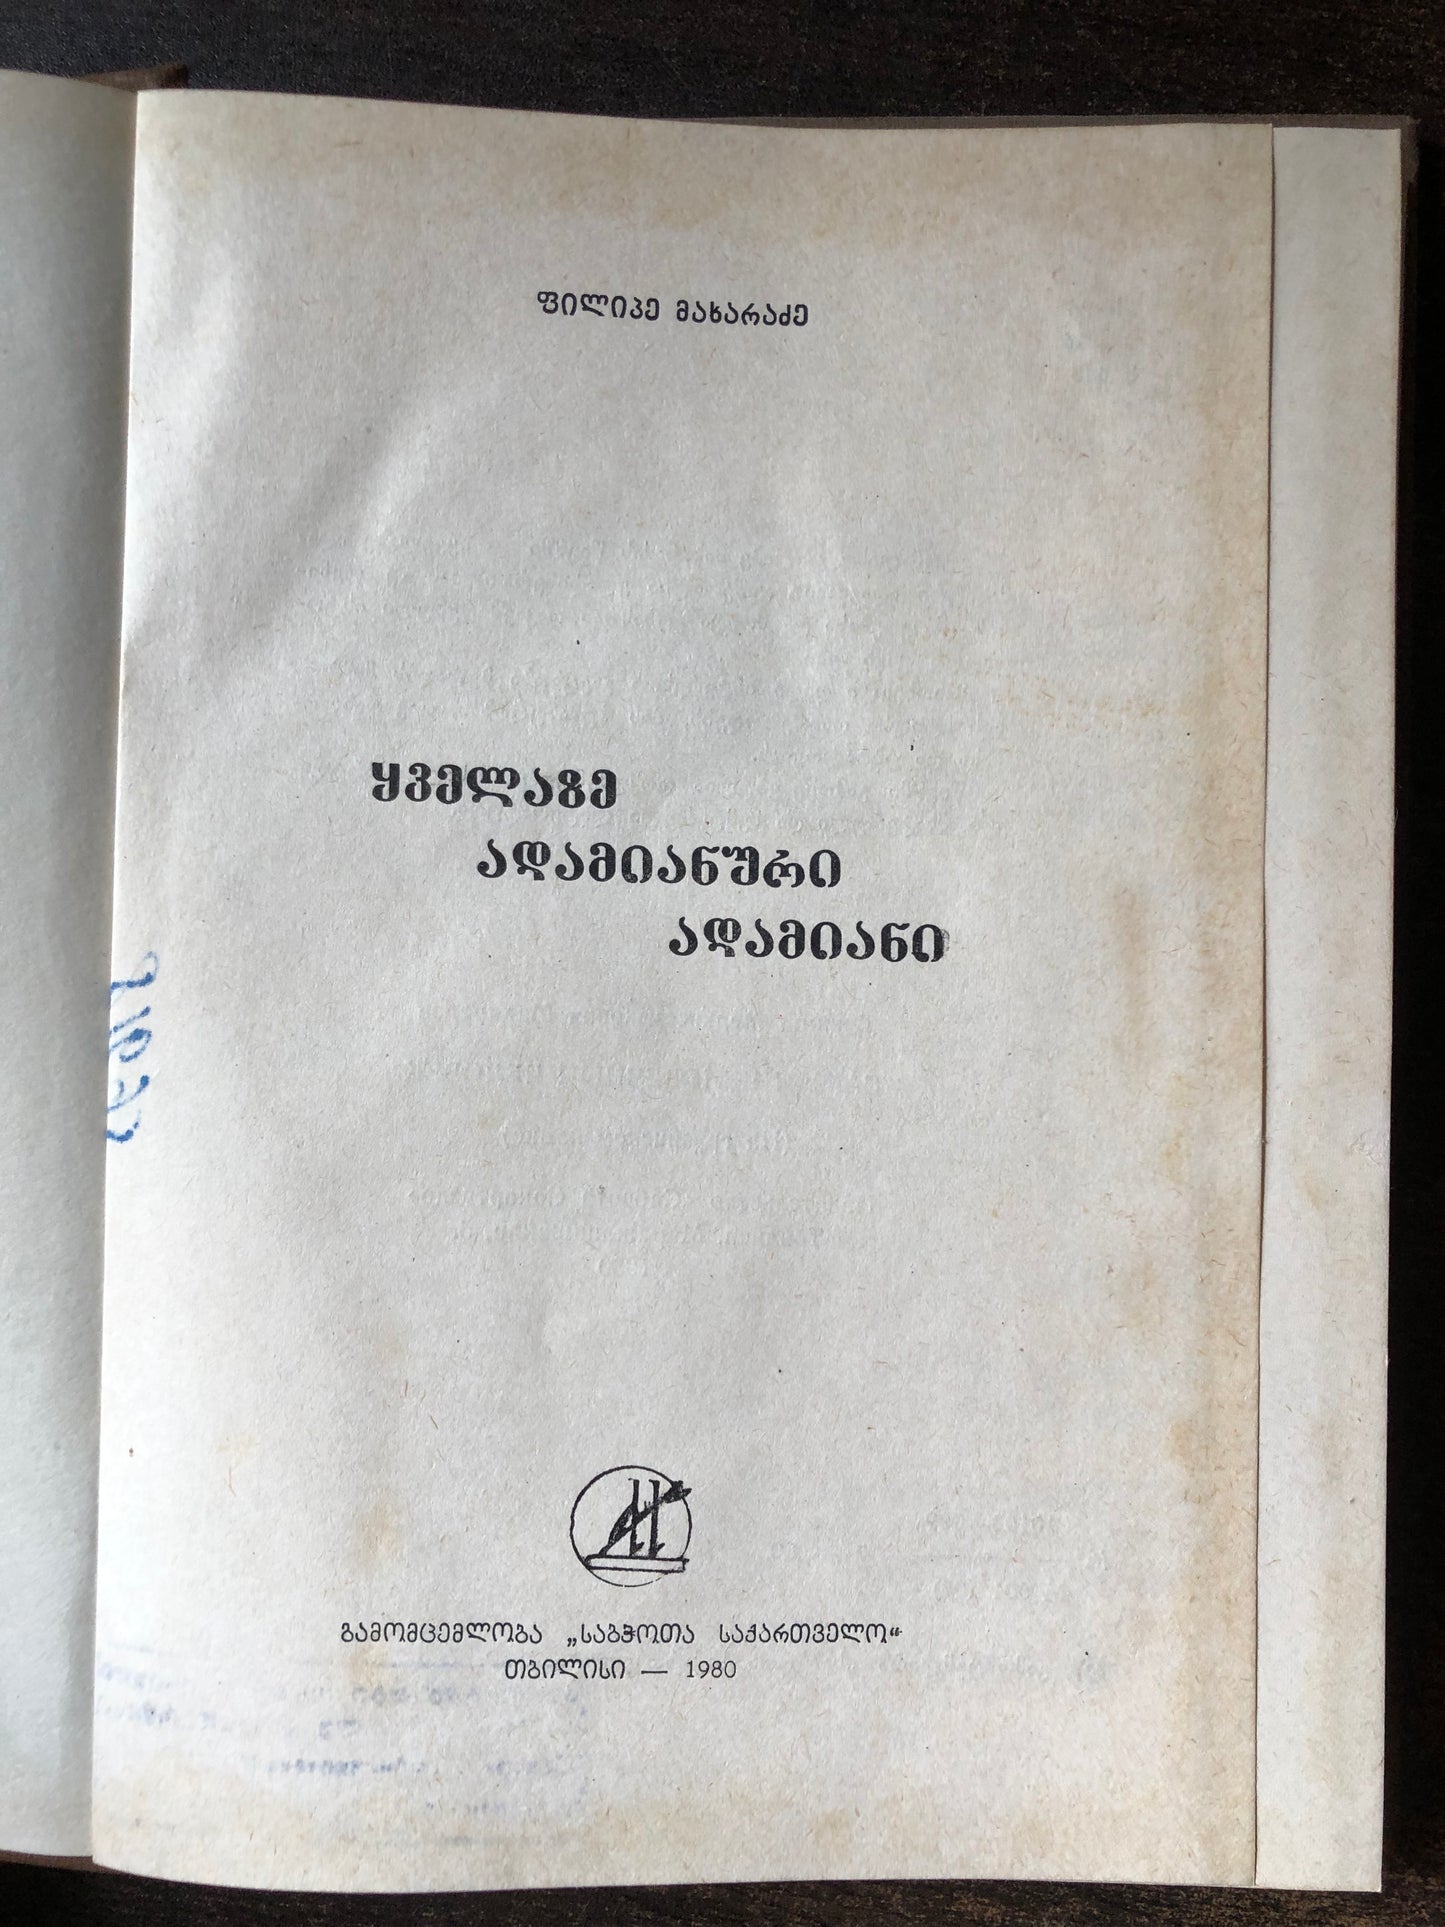 ფილიპე მახარაძე
ყველაზე
ადამიანური
ადამიანი
გამომცემლობა „საბჭოთა საქართველო“
თბილისი — 1980